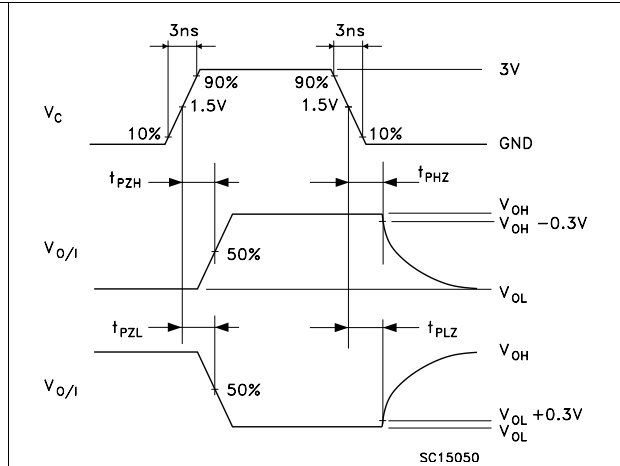 3ns 3ns
3V
90% 90%
V_C 1.5V 1.5V
10% 10%
GND
t_PZH t_PHZ
V_OH
V_OH −0.3V
V_O/I 50%
V_OL
t_PZL t_PLZ
V_OH
V_O/I 50%
V_OL +0.3V
V_OL
SC15050